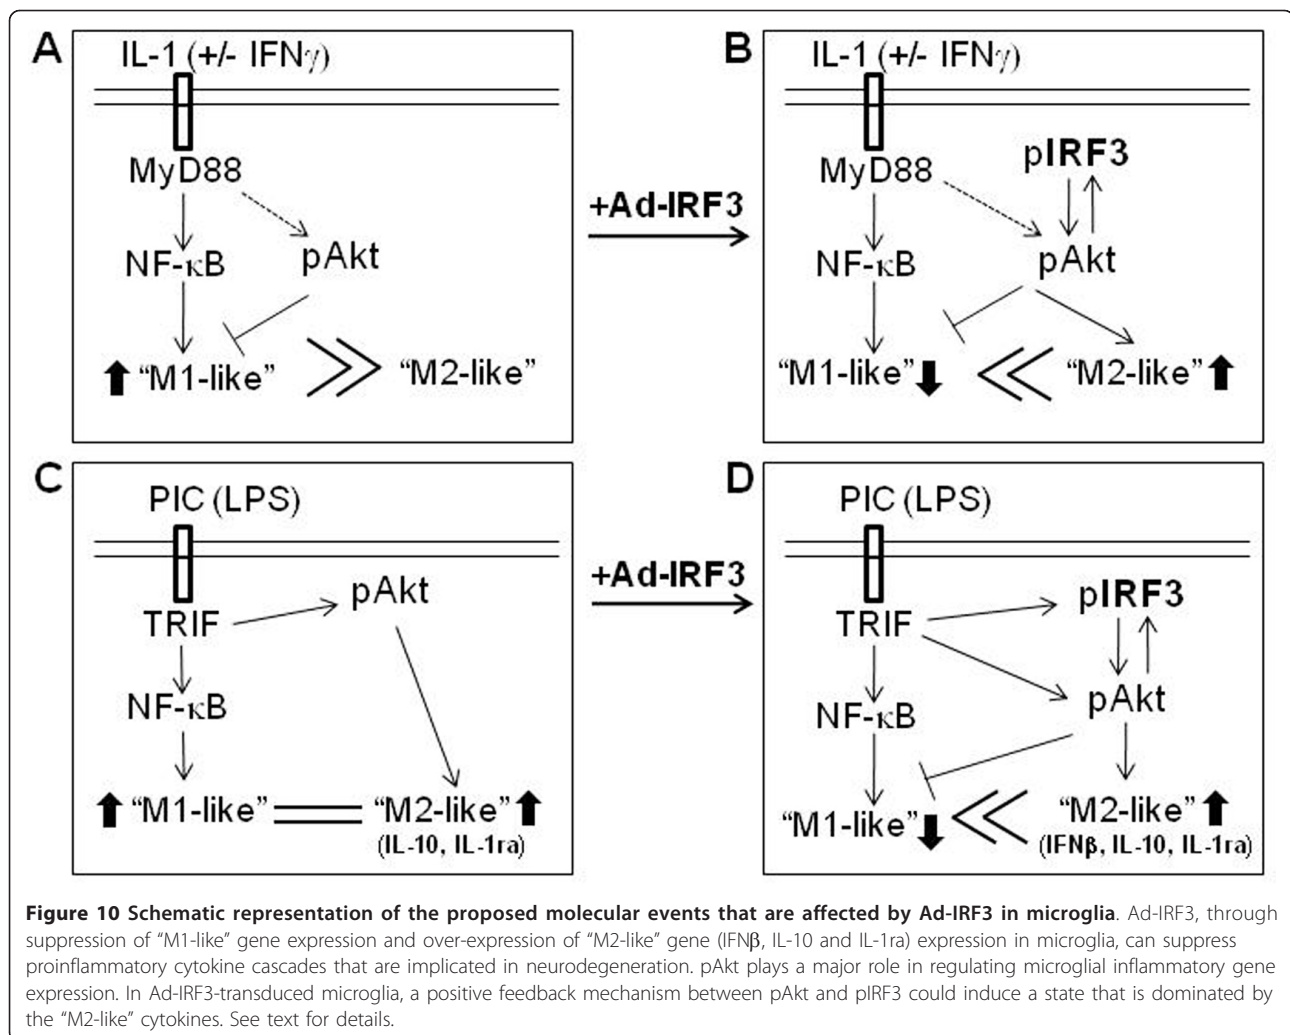 A
IL-1 (+/- IFNγ)
MyD88
NF-κB
pAkt
“M1-like”
“M2-like”
+Ad-IRF3
B
IL-1 (+/- IFNγ)
MyD88
pIRF3
NF-κB
pAkt
“M1-like”
“M2-like”
C
PIC (LPS)
TRIF
pAkt
NF-κB
“M1-like”
“M2-like”
(IL-10, IL-1ra)
+Ad-IRF3
D
PIC (LPS)
TRIF
pIRF3
NF-κB
pAkt
“M1-like”
“M2-like”
(IFNβ, IL-10, IL-1ra)
Figure 10 Schematic representation of the proposed molecular events that are affected by Ad-IRF3 in microglia. Ad-IRF3, through
suppression of “M1-like” gene expression and over-expression of “M2-like” gene (IFNβ, IL-10 and IL-1ra) expression in microglia, can suppress
proinflammatory cytokine cascades that are implicated in neurodegeneration. pAkt plays a major role in regulating microglial inflammatory gene
expression. In Ad-IRF3-transduced microglia, a positive feedback mechanism between pAkt and pIRF3 could induce a state that is dominated by
the “M2-like” cytokines. See text for details.